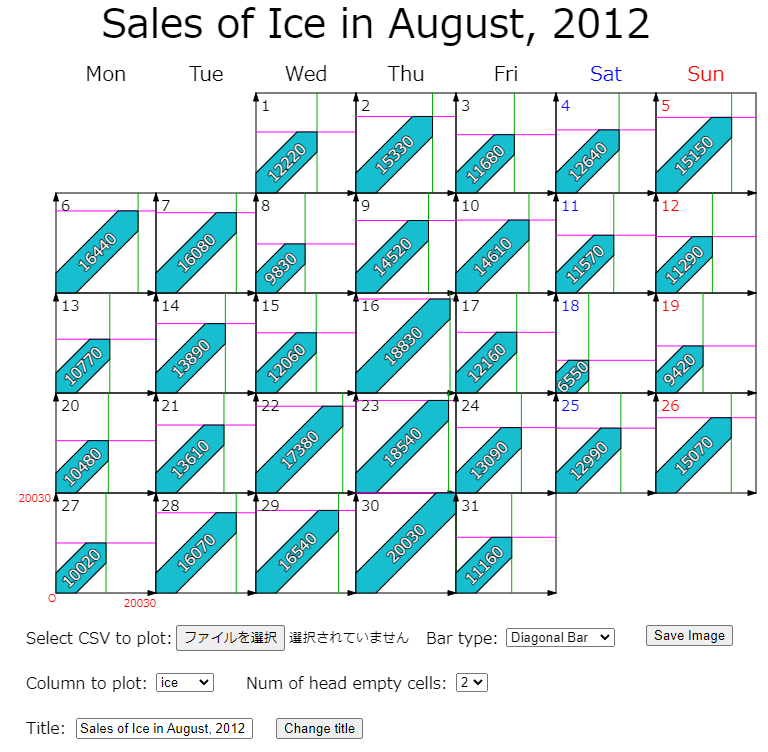 Sales of Ice in August, 2012
Mon Tue Wed Thu Fri Sat Sun
1 2 3 4 5
12220 15330 11680 12640 15150
6 7 8 9 10 11 12
16440 16080 9830 14520 14610 11570 11290
13 14 15 16 17 18 19
10770 13890 12060 18830 12160 6550 9420
20 21 22 23 24 25 26
10480 13610 17380 18540 13090 12990 15070
20030
27 28 29 30 31
10020 16070 16540 20030 11160
O 20030
Select CSV to plot: ファイルを選択 選択されていません Bar type: Diagonal Bar Save Image
Column to plot: ice Num of head empty cells: 2
Title: Sales of Ice in August, 2012 Change title